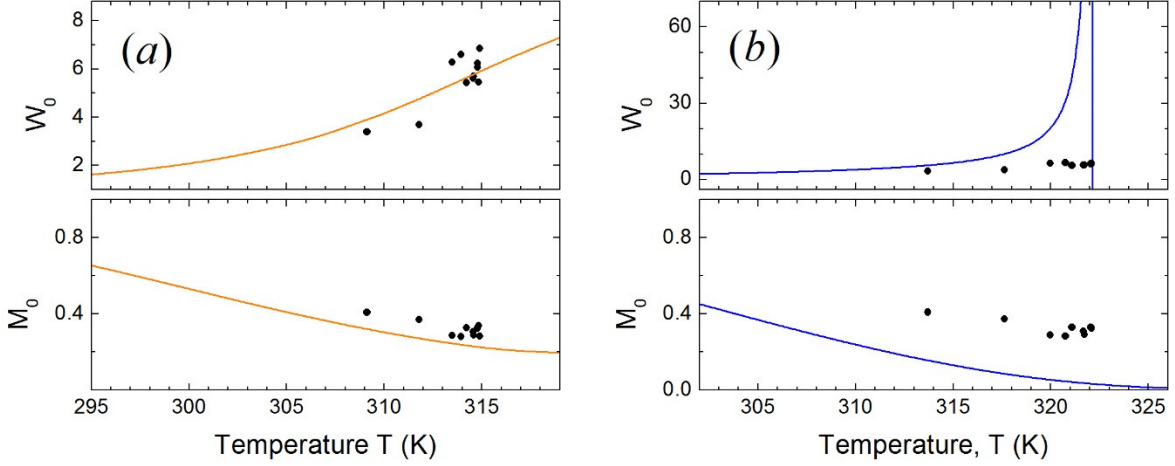 (a)
W₀
8
6
4
2
M₀
0.8
0.4
295 300 305 310 315
Temperature T (K)
(b)
W₀
60
30
0
M₀
0.8
0.4
0.0
305 310 315 320 325
Temperature, T (K)